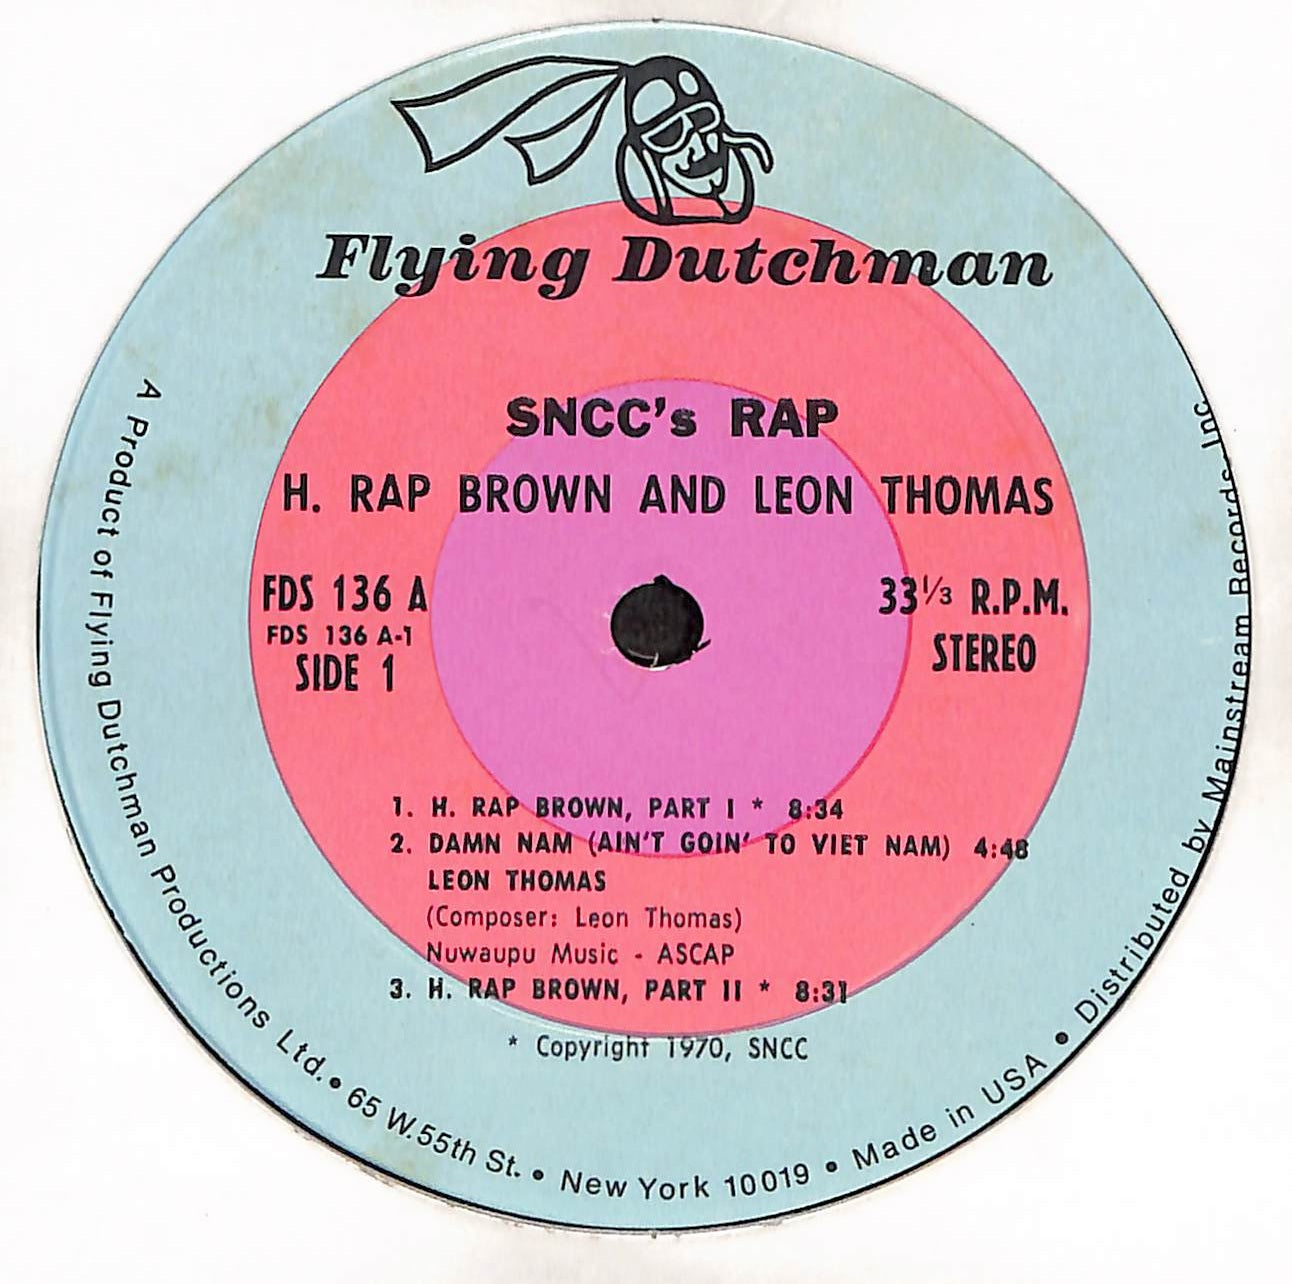 Flying Dutchman
SNCC's RAP
H. RAP BROWN AND LEON THOMAS
FDS 136 A
FDS 136 A-1
SIDE 1
33 1/3 R.P.M.
STEREO
1. H. RAP BROWN, PART I * 8:34
2. DAMN NAM (AIN'T GOIN' TO VIET NAM) 4:48
LEON THOMAS
(Composer: Leon Thomas)
Nuwaupu Music - ASCAP
3. H. RAP BROWN, PART II * 8:31
* Copyright 1970, SNCC
A Product of Flying Dutchman Productions Ltd. • 65 W.55th St. • New York 10019 • Made in USA • Distributed by Mainstream Records, Inc.